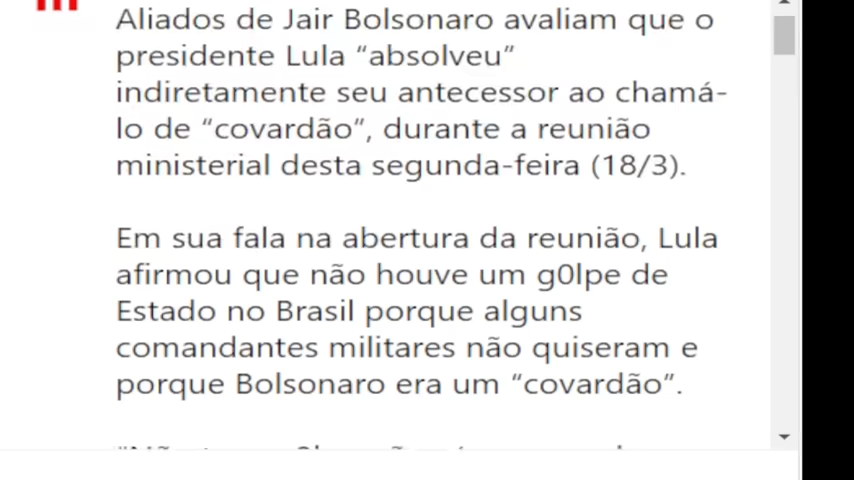 Aliados de Jair Bolsonaro avaliam que o
presidente Lula “absolveu”
indiretamente seu antecessor ao chamá-
lo de “covardão”, durante a reunião
ministerial desta segunda-feira (18/3).
Em sua fala na abertura da reunião, Lula
afirmou que não houve um g0lpe de
Estado no Brasil porque alguns
comandantes militares não quiseram e
porque Bolsonaro era um “covardão”.